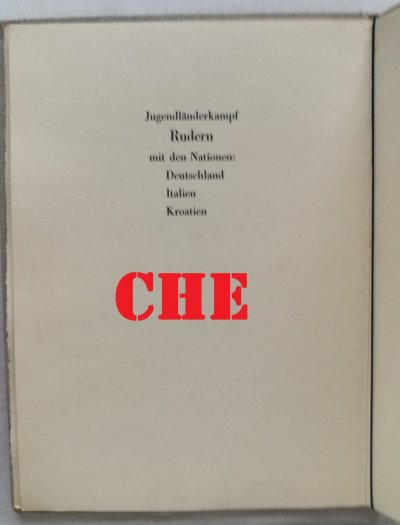 Jugendländerkampf
Rudern
mit den Nationen:
Deutschland
Italien
Kroatien
CHE